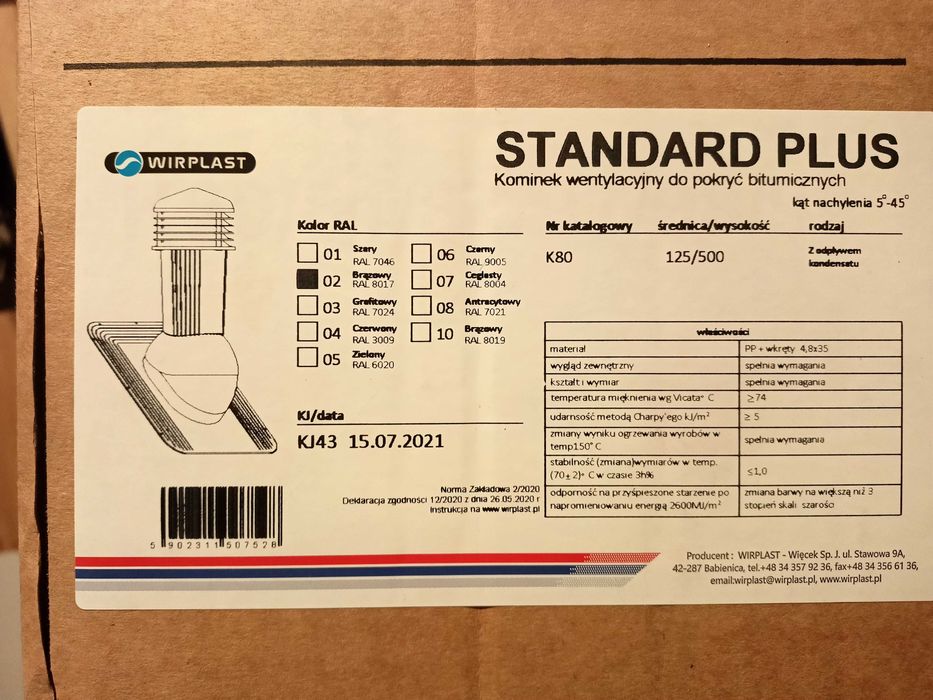 WIRPLAST
STANDARD PLUS
Kominek wentylacyjny do pokryć bitumicznych
kąt nachylenia 5°-45°
Kolor RAL
01 Szary RAL 7046
02 Brązowy RAL 8017
03 Grafitowy RAL 7024
04 Czerwony RAL 3009
05 Zielony RAL 6020
06 Czarny RAL 9005
07 Ceglasty RAL 8004
08 Antracytowy RAL 7021
10 Brązowy RAL 8019
Nr katalogowy średnica/wysokość rodzaj
K80 125/500 Z odpływem
kondensatu
właściwości
materiał PP + wkręty 4,8x35
wygląd zewnętrzny spełnia wymagania
kształt i wymiar spełnia wymagania
temperatura mięknienia wg Vicata° C ≥ 74
udarność metodą Charpy'ego kJ/m² ≥ 5
zmiany wyniku ogrzewania wyrobów w
temp150° C spełnia wymagania
stabilność (zmiana)wymiarów w temp.
(70± 2)° C w czasie 3h% ≤1,0
odporność na przyśpieszone starzenie po
napromieniowaniu energią 2600MJ/m²
zmiana barwy na większą niż 3
stopień skali szarości
KJ/data
KJ43 15.07.2021
Norma Zakładowa 2/2020
Deklaracja zgodności 12/2020 z dnia 26.05.2020 r
Instrukcja na www wirplast.pl
5902311507528
Producent : WIRPLAST - Więcek Sp. J. ul. Stawowa 9A,
42-287 Babienica, tel.+48 34 357 92 36, fax+48 34 356 61 36,
email:wirplast@wirplast.pl, www.wirplast.pl